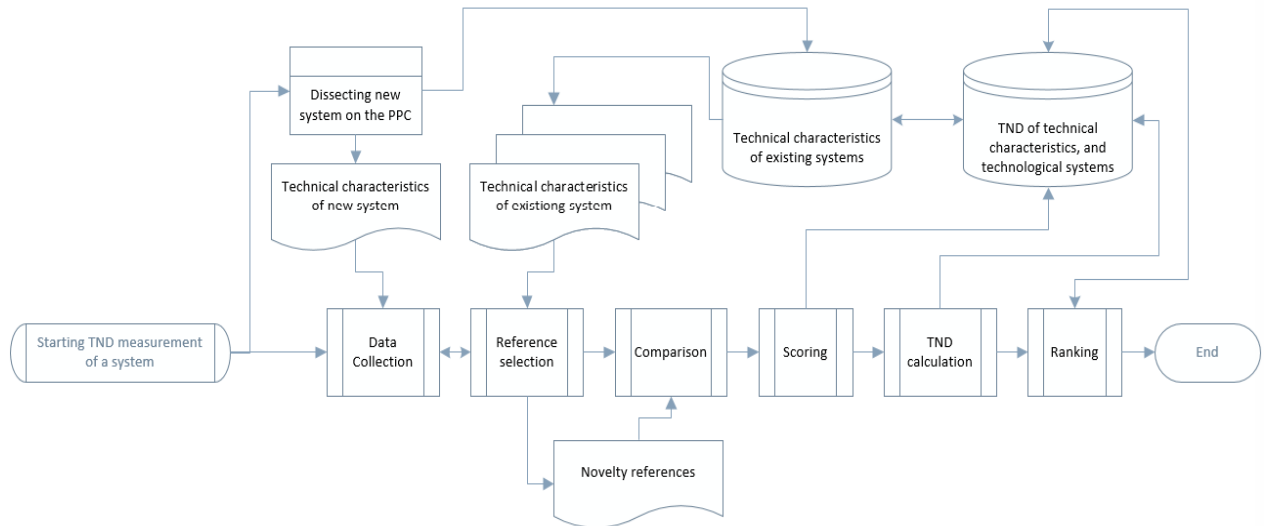 Dissecting new
system on the PPC
Technical characteristics
of existing systems
TND of technical
characteristics, and
technological systems
Technical characteristics
of new system
Technical characteristics
of existiong system
Starting TND measurement
of a system
Data
Collection
Reference
selection
Comparison
Scoring
TND
calculation
Ranking
End
Novelty references